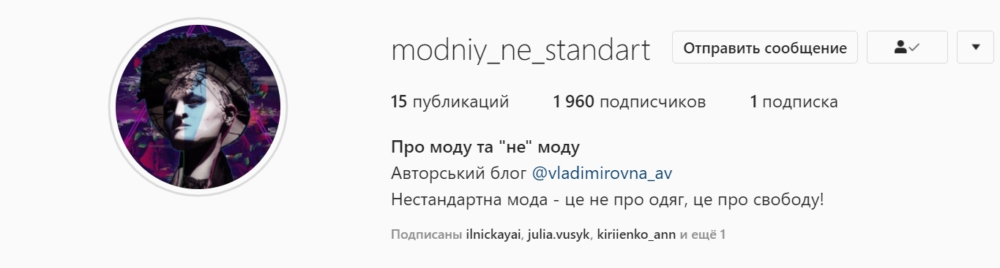 modniy_ne_standart Отправить сообщение
15 публикаций 1 960 подписчиков 1 подписка
Про моду та "не" моду
Авторський блог @vladimirovna_av
Нестандартна мода - це не про одяг, це про свободу!
Подписаны ilnickayai, julia.vusyk, kiriienko_ann и ещё 1